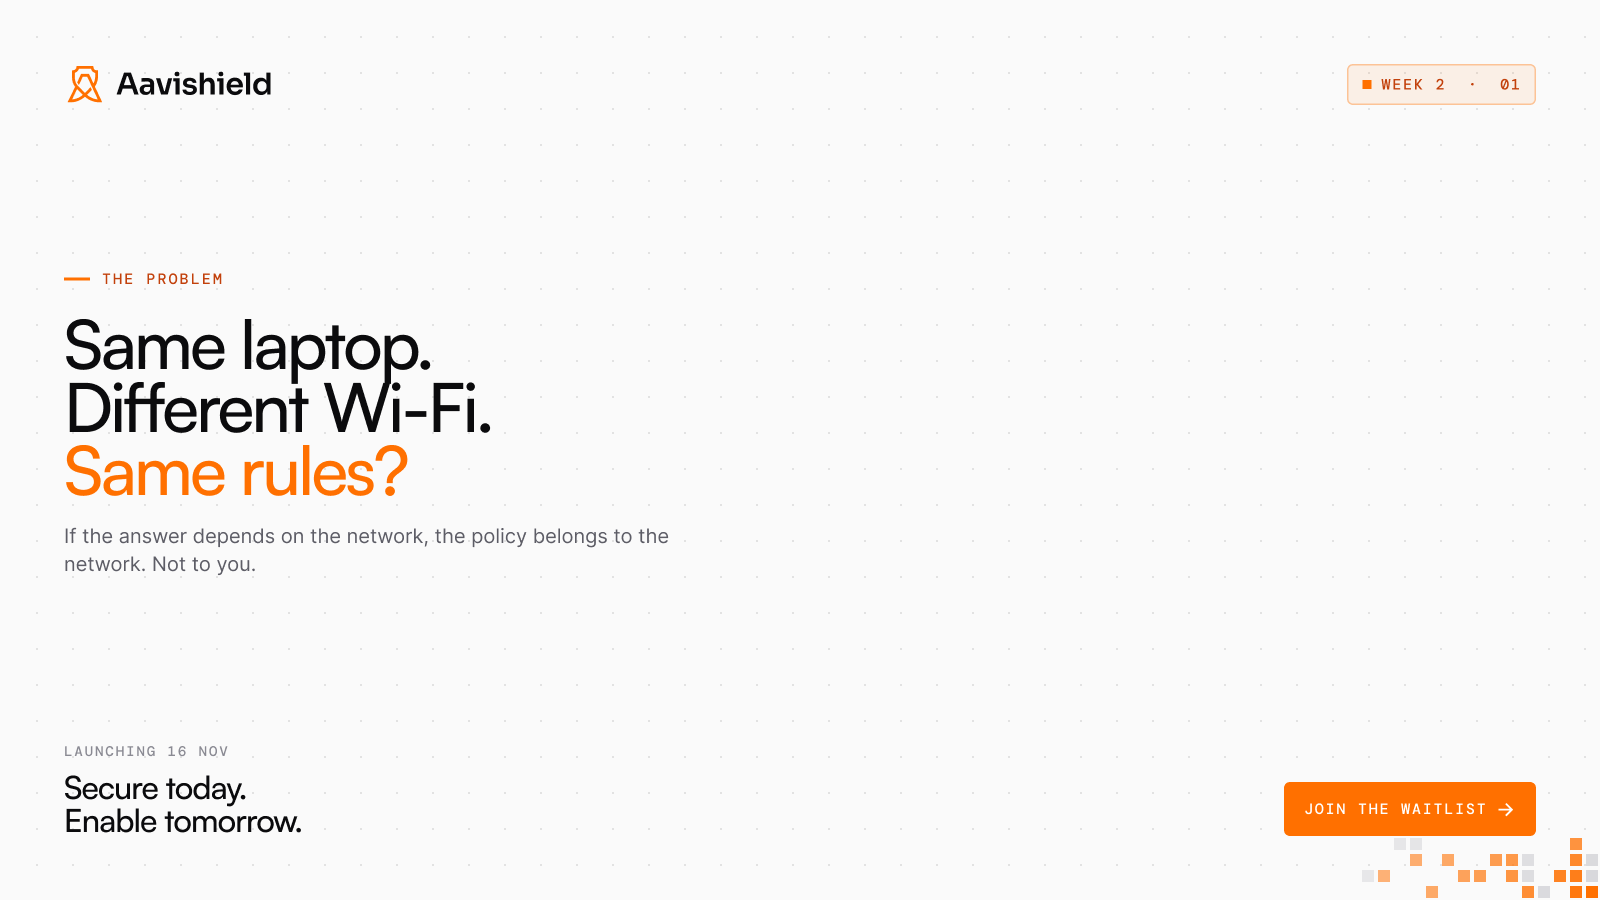 Aavishield
WEEK 2 · 01
THE PROBLEM
Same laptop.
Different Wi-Fi.
Same rules?
If the answer depends on the network, the policy belongs to the
network. Not to you.
LAUNCHING 16 NOV
Secure today.
Enable tomorrow.
JOIN THE WAITLIST →